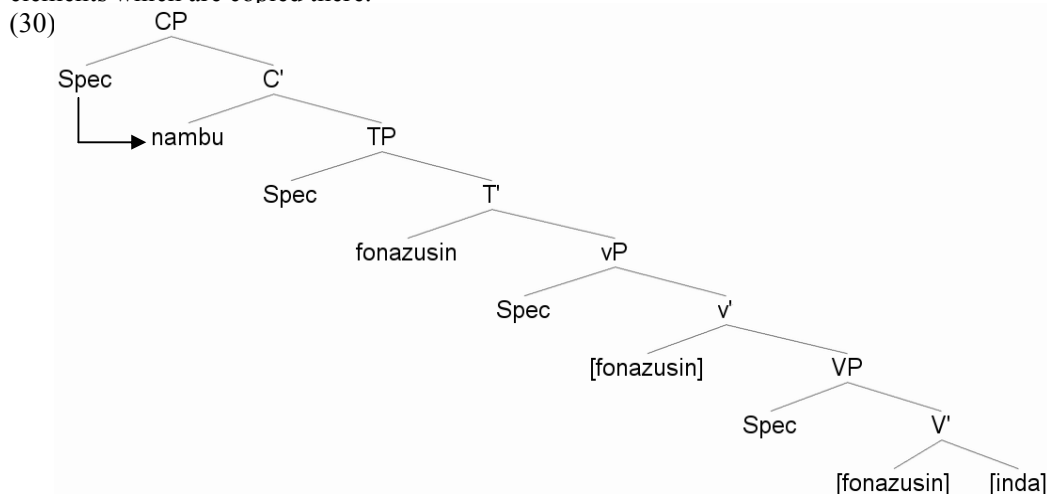 elements which are copied there.
(30) CP
Spec C'
nambu TP
Spec T'
fonazusin vP
Spec v'
[fonazusin] VP
Spec V'
[fonazusin] [inda]